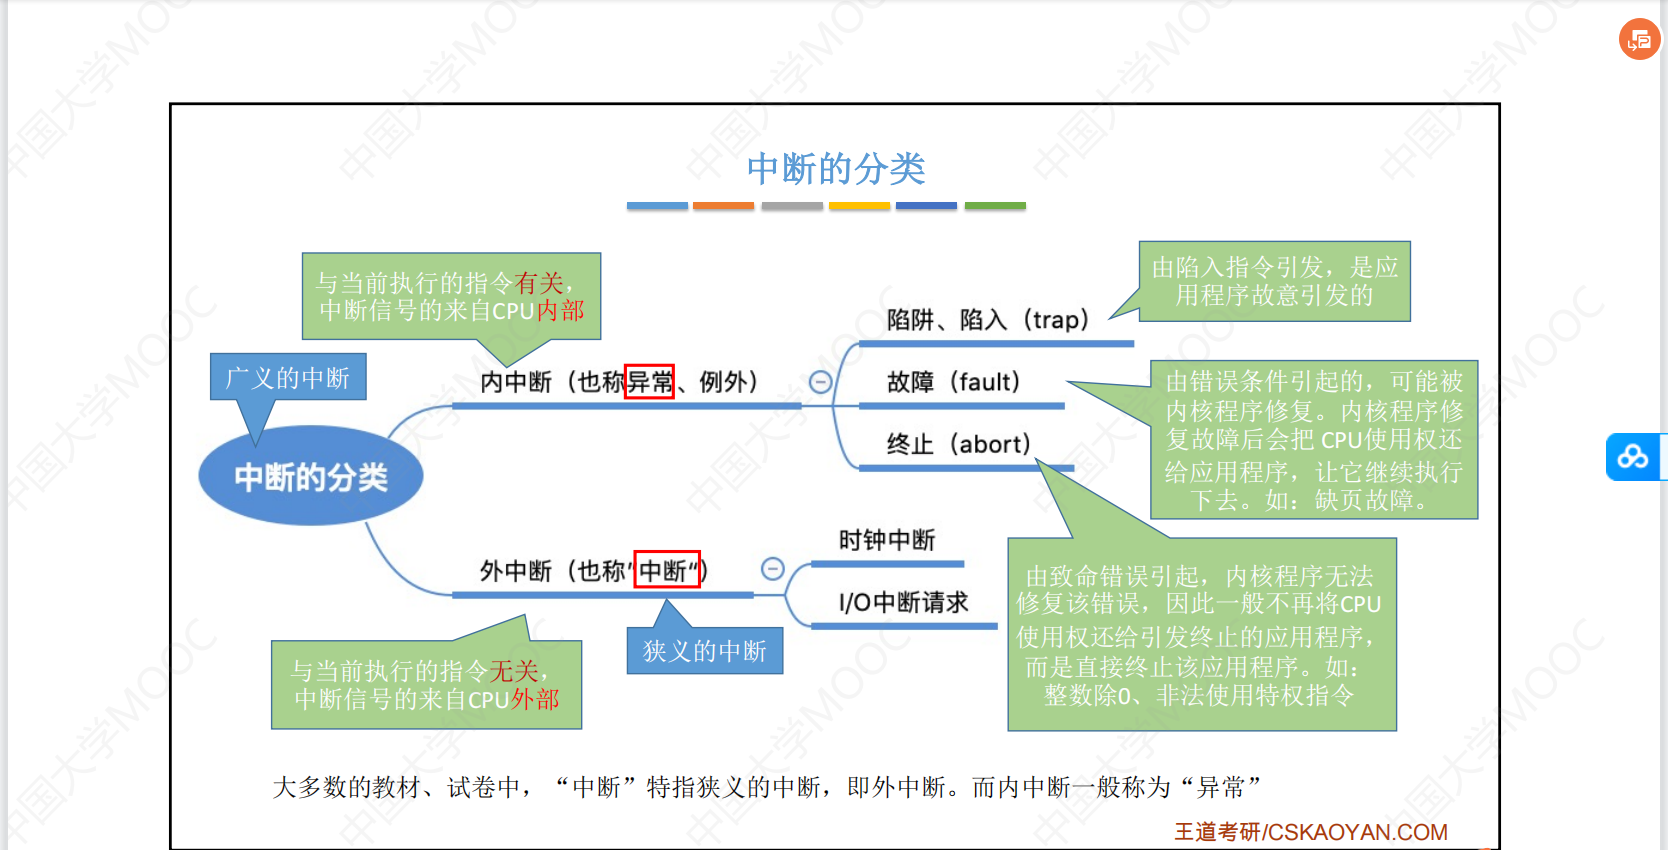 中断的分类
与当前执行的指令有关，
中断信号的来自CPU内部
广义的中断
中断的分类
内中断（也称异常、例外）
陷阱、陷入（trap）
由陷入指令引发，是应
用程序故意引发的
故障（fault）
由错误条件引起的，可能被
内核程序修复。内核程序修
复故障后会把 CPU使用权还
给应用程序，让它继续执行
下去。如：缺页故障。
终止（abort）
由致命错误引起，内核程序无法
修复该错误，因此一般不再将CPU
使用权还给引发终止的应用程序，
而是直接终止该应用程序。如：
整数除0、非法使用特权指令
外中断（也称”中断“）
时钟中断
I/O中断请求
狭义的中断
与当前执行的指令无关，
中断信号的来自CPU外部
大多数的教材、试卷中，“中断”特指狭义的中断，即外中断。而内中断一般称为“异常”
王道考研/CSKAOYAN.COM
中国大学MOOC